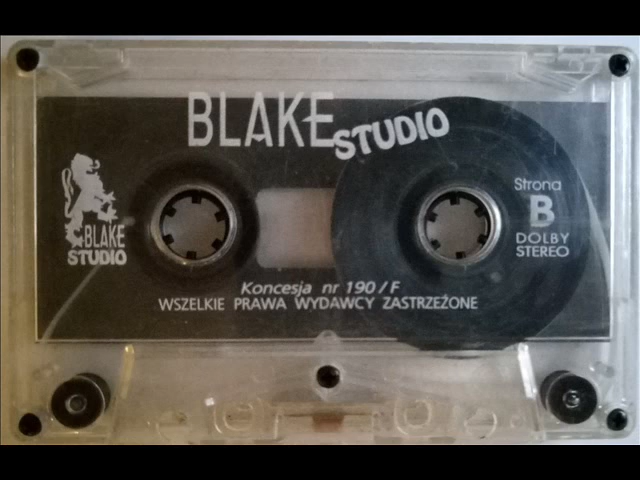 BLAKE STUDIO
BLAKE
STUDIO
Strona
B
DOLBY
STEREO
Koncesja nr 190/F
WSZELKIE PRAWA WYDAWCY ZASTRZEŻONE